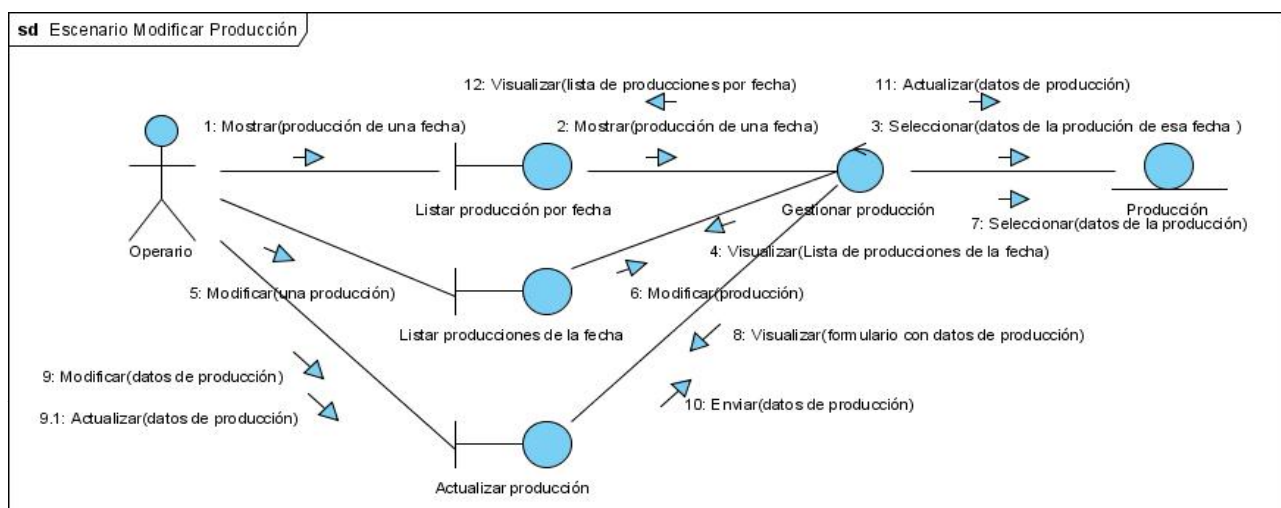 sd Escenario Modificar Producción
12: Visualizar(lista de producciones por fecha)
11: Actualizar(datos de producción)
1: Mostrar(producción de una fecha)
2: Mostrar(producción de una fecha)
3: Seleccionar(datos de la produción de esa fecha )
Operario
Listar producción por fecha
Gestionar producción
Producción
7: Seleccionar(datos de la producción)
4: Visualizar(Lista de producciones de la fecha)
5: Modificar(una producción)
6: Modificar(producción)
Listar producciones de la fecha
8: Visualizar(formulario con datos de producción)
9: Modificar(datos de producción)
10: Enviar(datos de producción)
9.1: Actualizar(datos de producción)
Actualizar producción